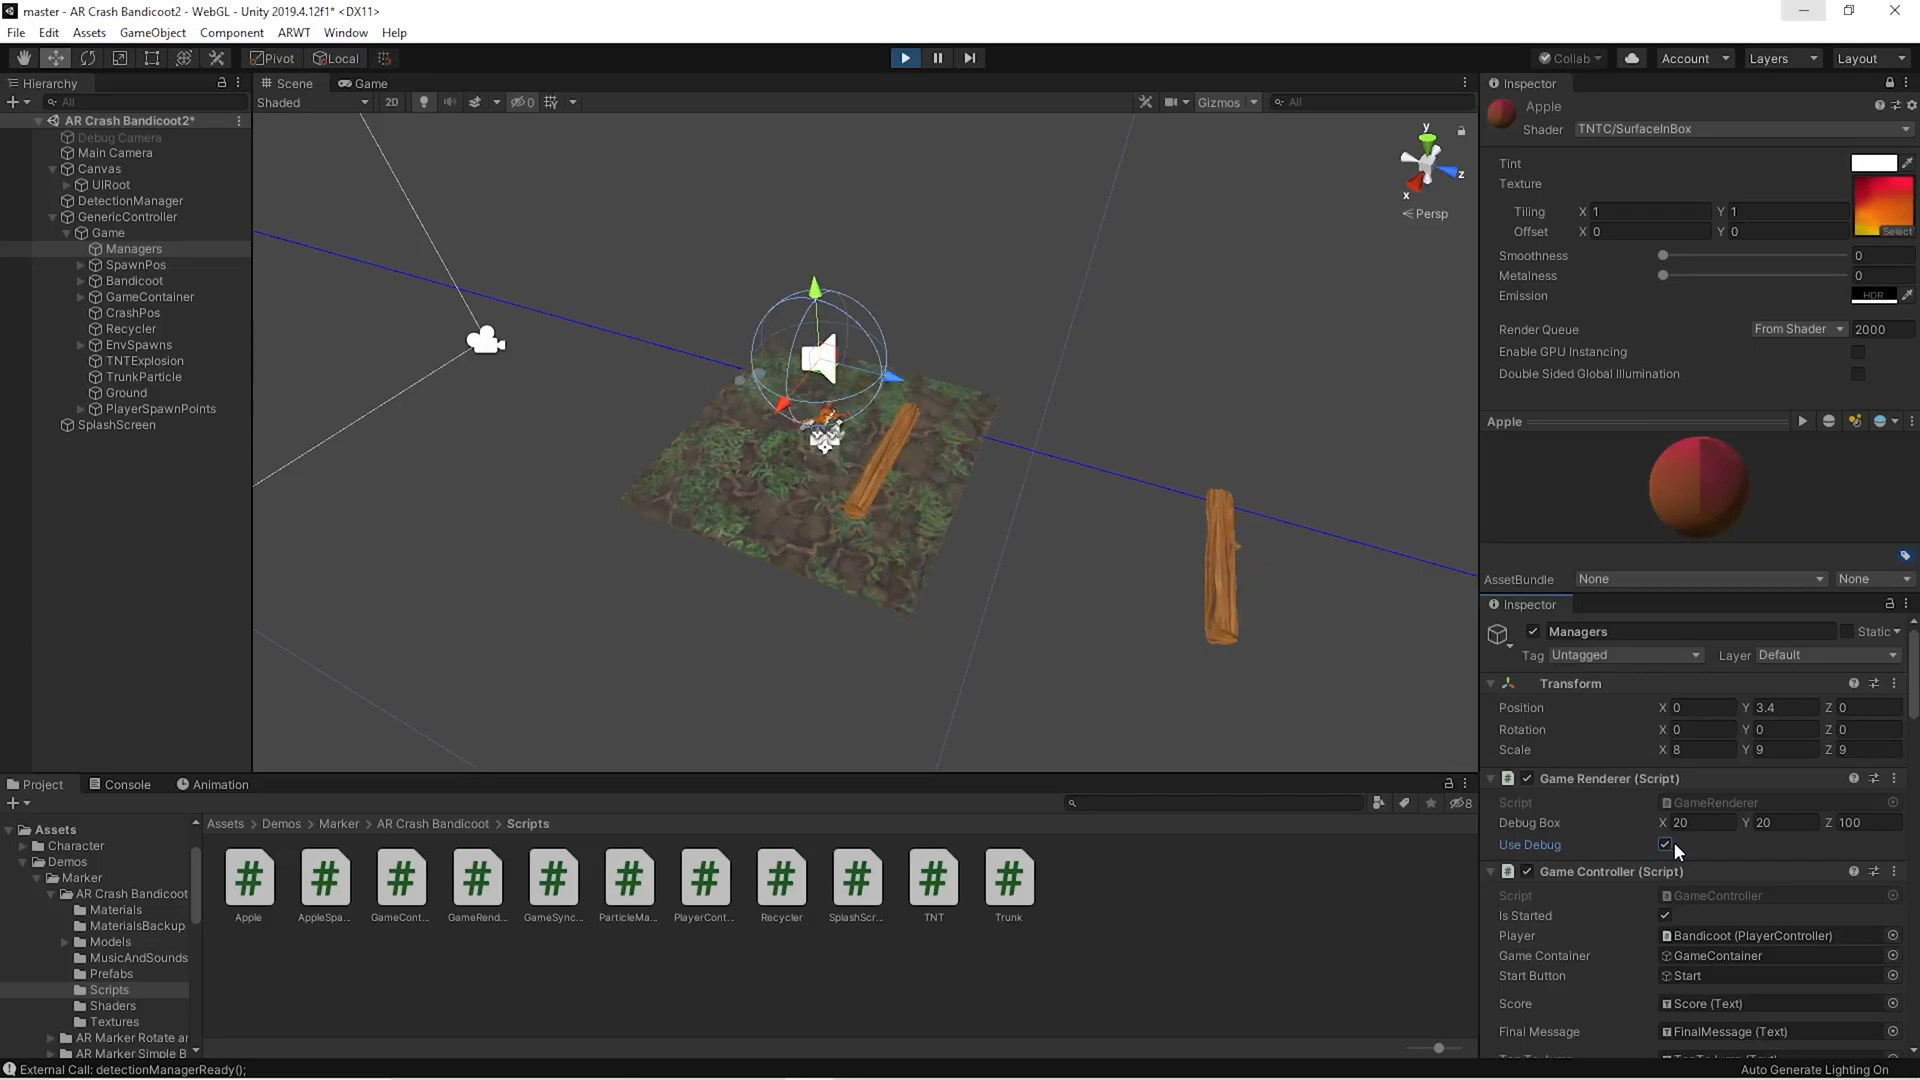 master - AR Crash Bandicoot2 - WebGL - Unity 2019.4.12f1* <DX11>
File Edit Assets GameObject Component ARWT Window Help
Pivot Local Collab Account Layers Layout
Hierarchy
All
AR Crash Bandicoot2*
Debug Camera
Main Camera
Canvas
UIRoot
DetectionManager
GenericController
Game
Managers
SpawnPos
Bandicoot
GameContainer
CrashPos
Recycler
EnvSpawns
TNTExplosion
TrunkParticle
Ground
PlayerSpawnPoints
SplashScreen
Scene Game
Shaded 2D 0 Gizmos All
y
z
x
Persp
Inspector
Apple
Shader TNTC/SurfaceInBox
Tint
Texture
Tiling X 1 Y 1
Offset X 0 Y 0
Select
Smoothness 0
Metalness 0
Emission HDR
Render Queue From Shader 2000
Enable GPU Instancing
Double Sided Global Illumination
Apple
AssetBundle None None
Inspector
Managers Static
Tag Untagged Layer Default
Transform
Position X 0 Y 3.4 Z 0
Rotation X 0 Y 0 Z 0
Scale X 8 Y 9 Z 9
# Game Renderer (Script)
Script GameRenderer
Debug Box X 20 Y 20 Z 100
Use Debug
# Game Controller (Script)
Script GameController
Is Started
Player Bandicoot (PlayerController)
Game Container GameContainer
Start Button Start
Score Score (Text)
Final Message FinalMessage (Text)
Project Console Animation
8
Assets
Character
Demos
Marker
AR Crash Bandicoot
Materials
MaterialsBackup
Models
MusicAndSounds
Prefabs
Scripts
Shaders
Textures
AR Marker Rotate ar
AR Marker Simple B
Assets > Demos > Marker > AR Crash Bandicoot > Scripts
# # # # # # # # # # #
Apple AppleSpa... GameCont... GameRend... GameSync... ParticleMa... PlayerCont... Recycler SplashScr... TNT Trunk
External Call: detectionManagerReady();
Auto Generate Lighting On